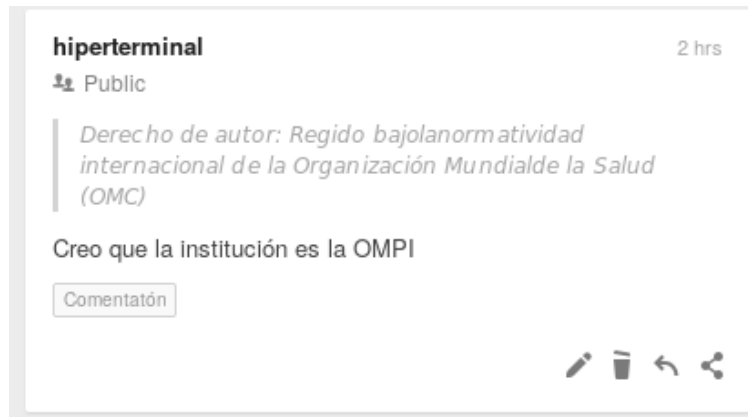 hiperterminal
2 hrs
Public
Derecho de autor: Regido bajolanormatividad
internacional de la Organización Mundialde la Salud
(OMC)
Creo que la institución es la OMPI
Comentatón